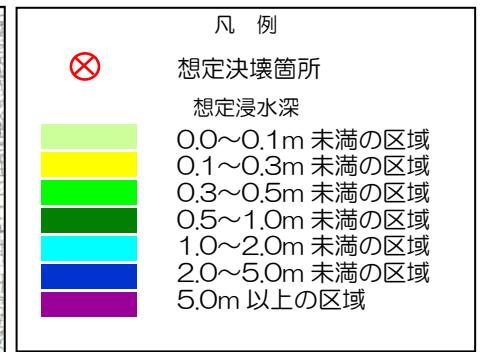 凡 例
想定決壊箇所
想定浸水深
0.0～0.1m 未満の区域
0.1～0.3m 未満の区域
0.3～0.5m 未満の区域
0.5～1.0m 未満の区域
1.0～2.0m 未満の区域
2.0～5.0m 未満の区域
5.0m 以上の区域